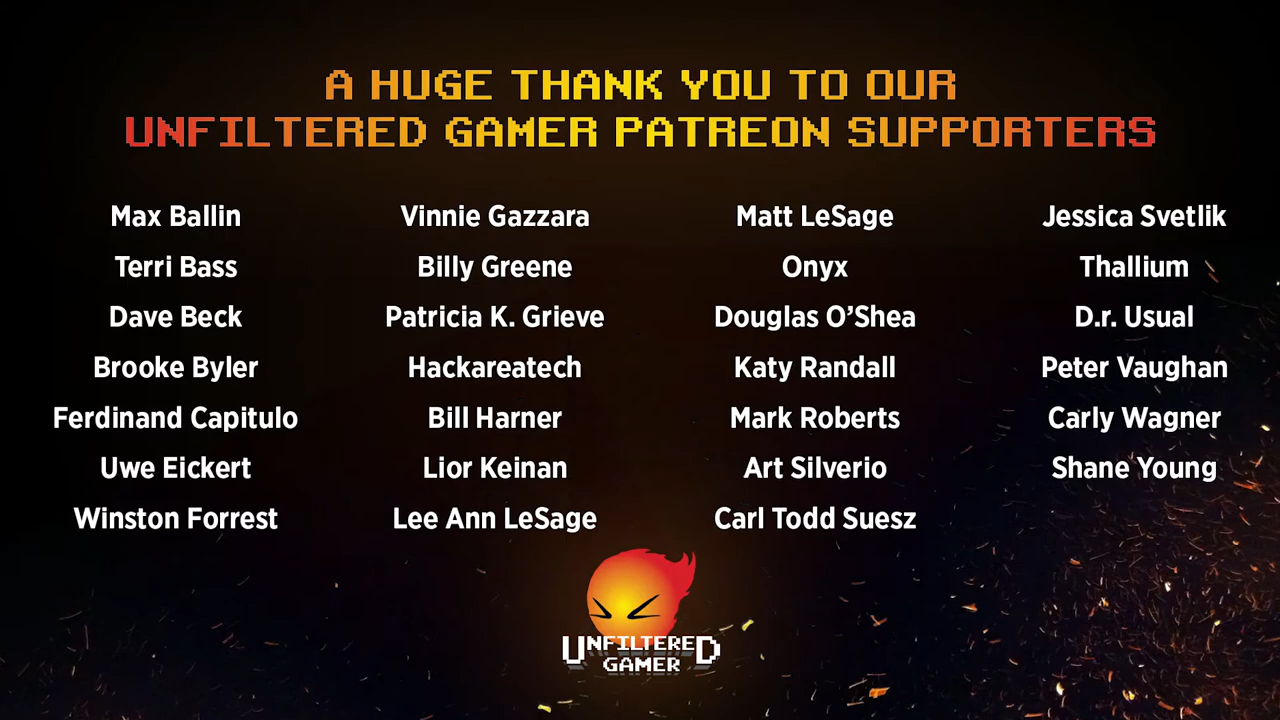 A HUGE THANK YOU TO OUR
UNFILTERED GAMER PATREON SUPPORTERS
Max Ballin
Terri Bass
Dave Beck
Brooke Byler
Ferdinand Capitulo
Uwe Eickert
Winston Forrest
Vinnie Gazzara
Billy Greene
Patricia K. Grieve
Hackareatech
Bill Harner
Lior Keinan
Lee Ann LeSage
Matt LeSage
Onyx
Douglas O’Shea
Katy Randall
Mark Roberts
Art Silverio
Carl Todd Suesz
Jessica Svetlik
Thallium
D.r. Usual
Peter Vaughan
Carly Wagner
Shane Young
UNFILTERED
GAMER